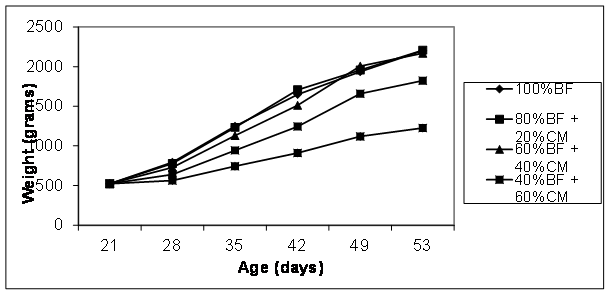 2500
2000
1500
1000
500
0
Weight (grams)
21 28 35 42 49 53
Age (days)
100%BF
80%BF +
20%CM
60%BF +
40%CM
40%BF +
60%CM